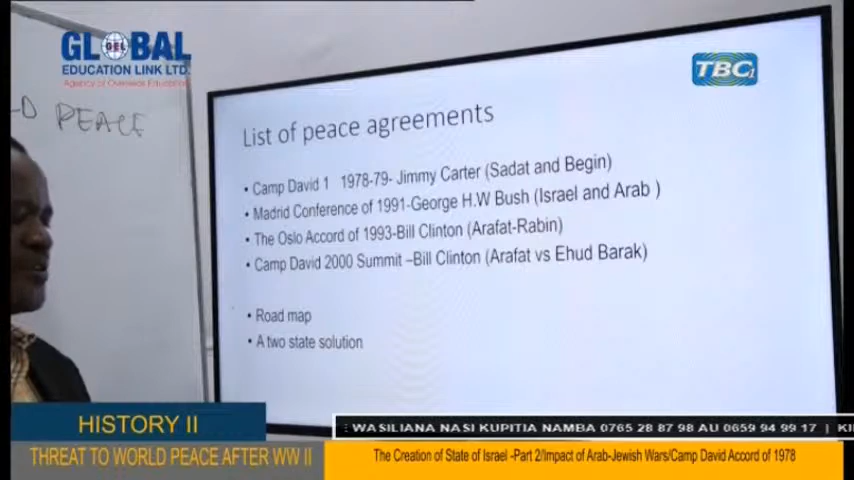 GLOBAL
GEL
EDUCATION LINK LTD.
Agency of Overseas Education
TBC1
PEACE
List of peace agreements
• Camp David 1 1978-79- Jimmy Carter (Sadat and Begin)
• Madrid Conference of 1991-George H.W Bush (Israel and Arab )
• The Oslo Accord of 1993-Bill Clinton (Arafat-Rabin)
• Camp David 2000 Summit –Bill Clinton (Arafat vs Ehud Barak)
• Road map
• A two state solution
HISTORY II
WASILIANA NASI KUPITIA NAMBA 0765 28 87 98 AU 0659 94 99 17 |
THREAT TO WORLD PEACE AFTER WW II
The Creation of State of Israel -Part 2/Impact of Arab-Jewish Wars/Camp David Accord of 1978